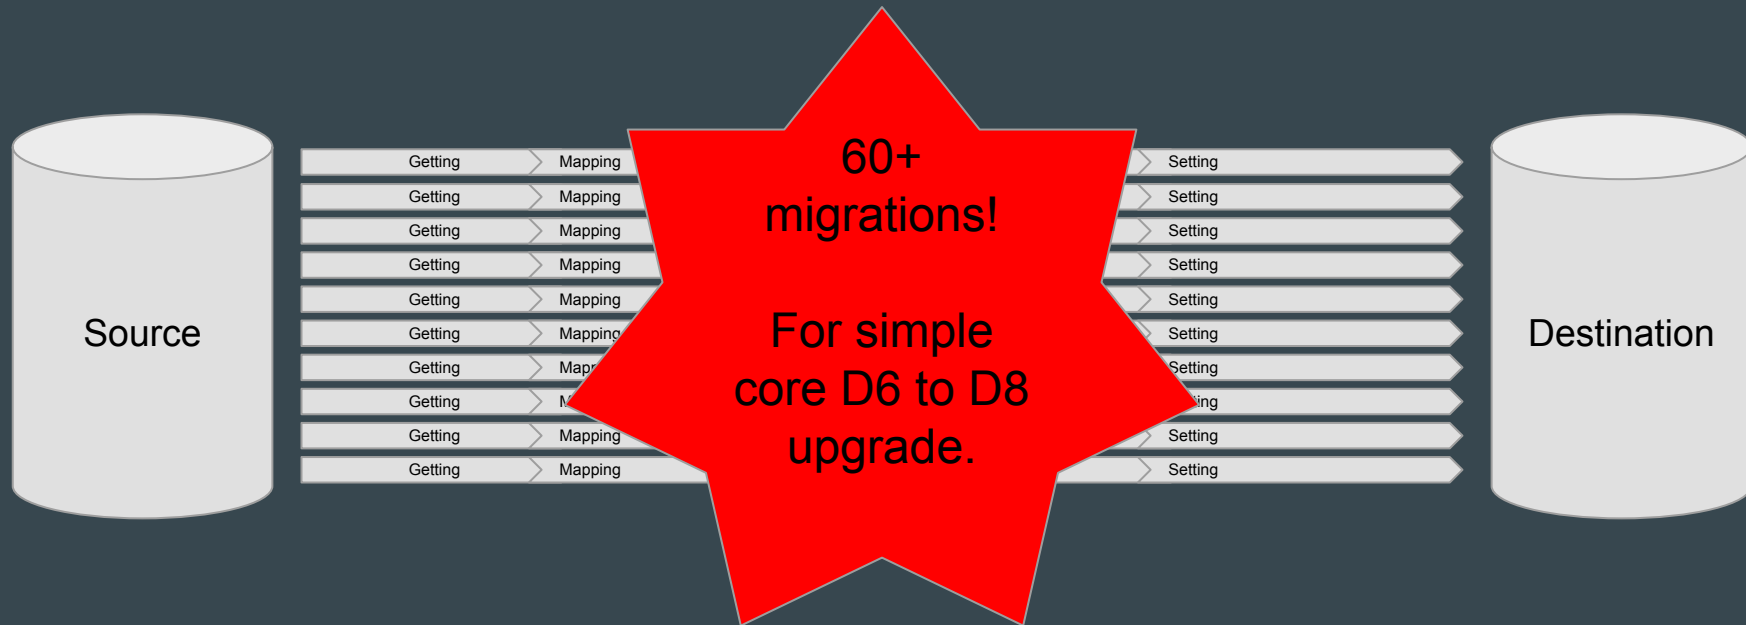 Source
Getting Mapping Setting
Getting Mapping Setting
Getting Mapping Setting
Getting Mapping Setting
Getting Mapping Setting
Getting Mapping Setting
Getting Setting
Getting
Getting Mapping Setting
Getting Mapping Setting
60+
migrations!
For simple
core D6 to D8
upgrade.
Destination